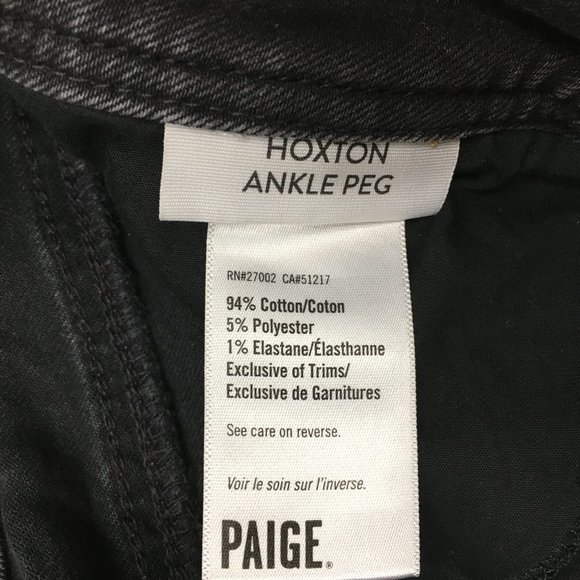 HOXTON
ANKLE PEG
RN#27002 CA#51217
94% Cotton/Coton
5% Polyester
1% Elastane/Élasthanne
Exclusive of Trims/
Exclusive de Garnitures
See care on reverse.
Voir le soin sur l'inverse.
PAIGE®